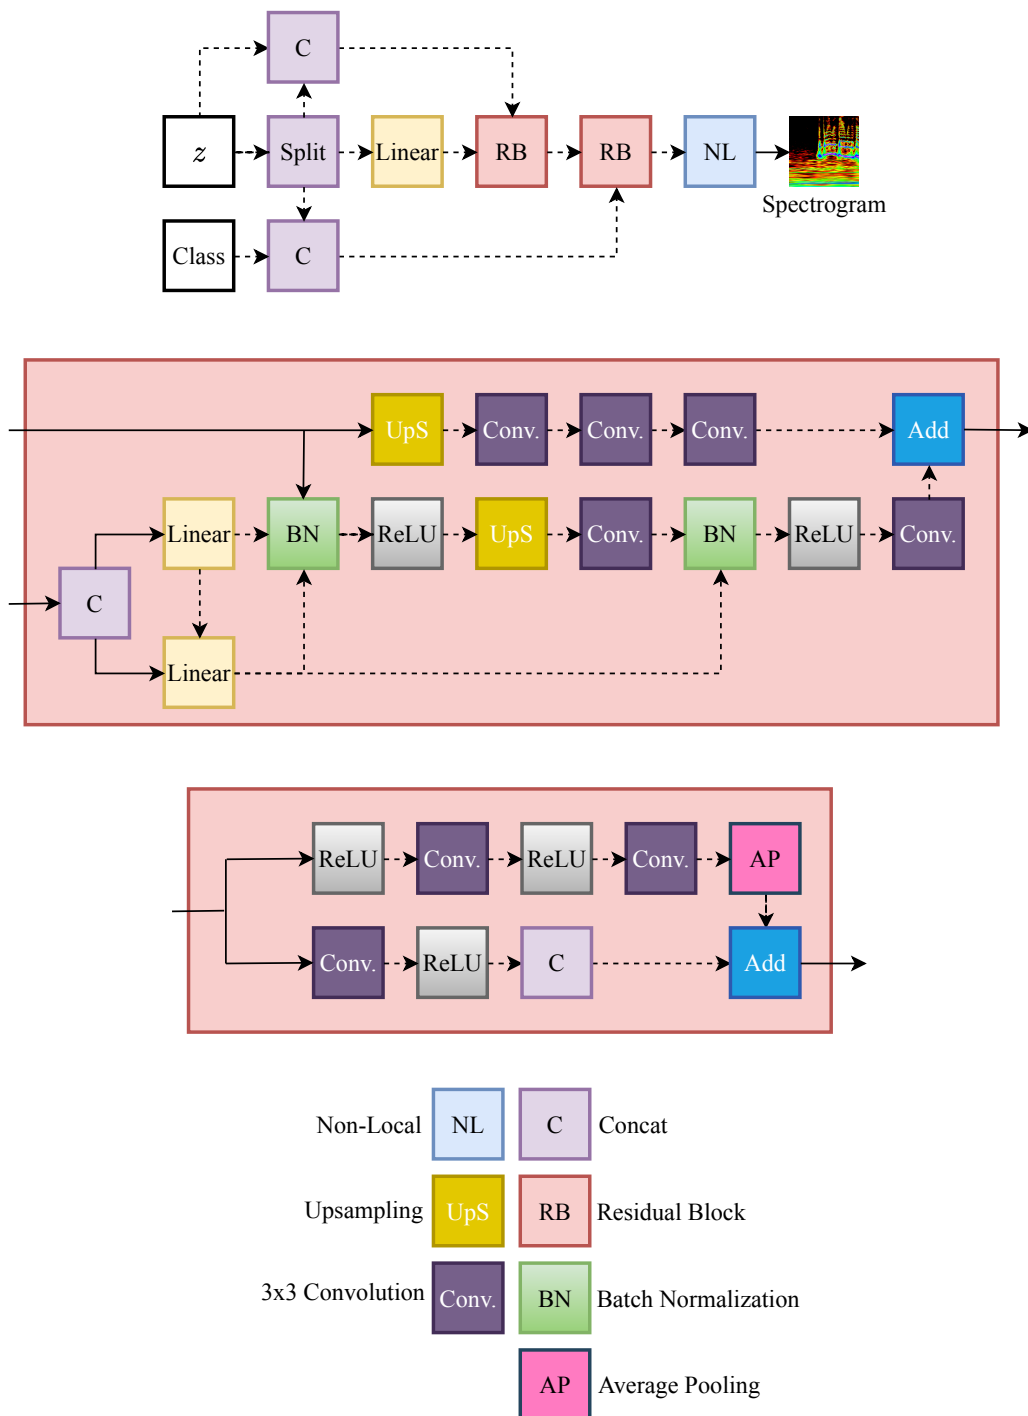 C
z Split Linear RB RB NL
Spectrogram
Class C
UpS Conv. Conv. Conv. Add
Linear BN ReLU UpS Conv. BN ReLU Conv.
C
Linear
ReLU Conv. ReLU Conv. AP
Conv. ReLU C Add
Non-Local NL C Concat
Upsampling UpS RB Residual Block
3x3 Convolution Conv. BN Batch Normalization
AP Average Pooling